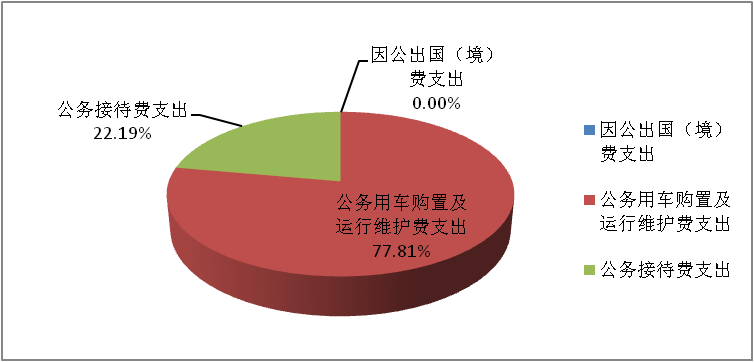 因公出国（境）
费支出
0.00%
公务接待费支出
22.19%
公务用车购置及
运行维护费支出
77.81%
因公出国（境）
费支出
公务用车购置及
运行维护费支出
公务接待费支出